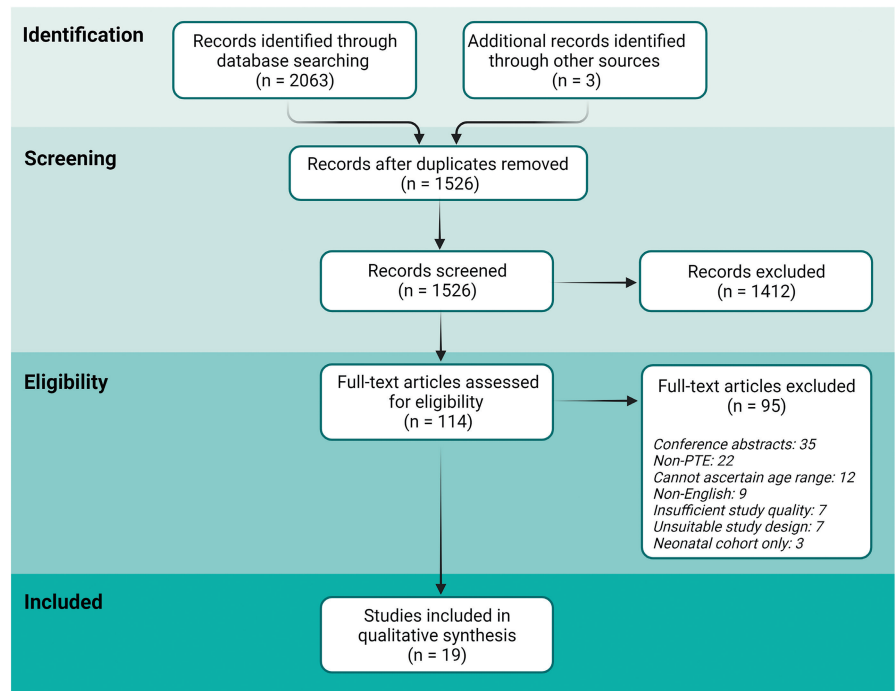 Identification
Records identified through
database searching
(n = 2063)
Additional records identified
through other sources
(n = 3)
Screening
Records after duplicates removed
(n = 1526)
Records screened
(n = 1526)
Records excluded
(n = 1412)
Eligibility
Full-text articles assessed
for eligibility
(n = 114)
Full-text articles excluded
(n = 95)
Conference abstracts: 35
Non-PTE: 22
Cannot ascertain age range: 12
Non-English: 9
Insufficient study quality: 7
Unsuitable study design: 7
Neonatal cohort only: 3
Included
Studies included in
qualitative synthesis
(n = 19)